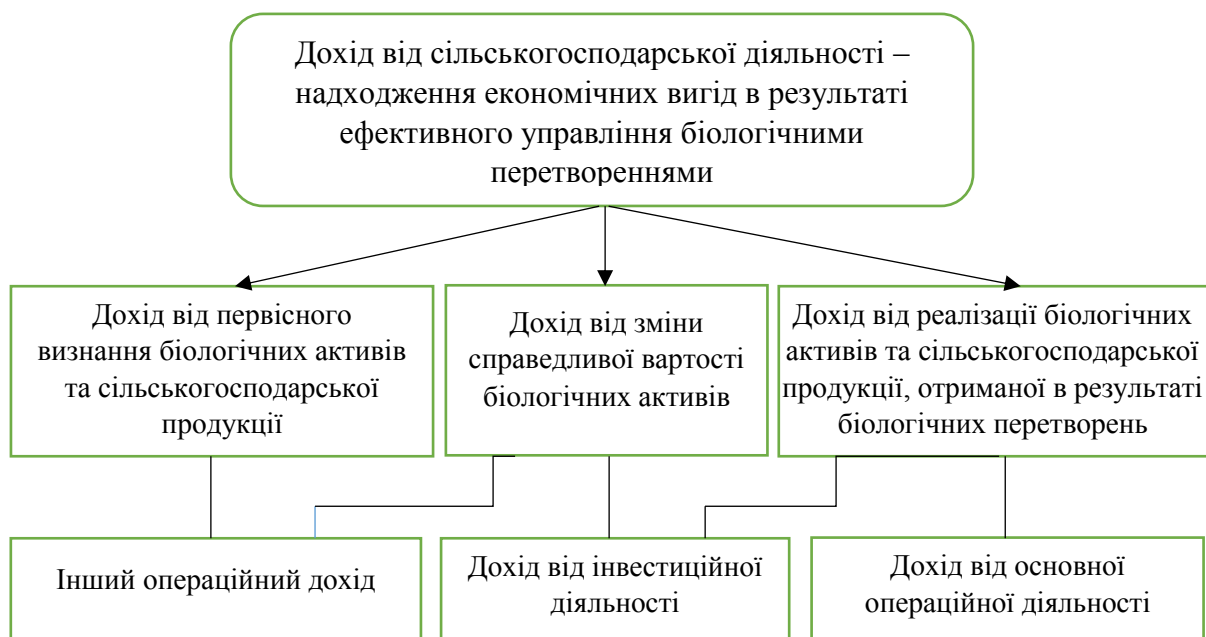 Дохід від сільськогосподарської діяльності –
надходження економічних вигід в результаті
ефективного управління біологічними
перетвореннями
Дохід від первісного
визнання біологічних активів
та сільськогосподарської
продукції
Дохід від зміни
справедливої вартості
біологічних активів
Дохід від реалізації біологічних
активів та сільськогосподарської
продукції, отриманої в результаті
біологічних перетворень
Інший операційний дохід
Дохід від інвестиційної
діяльності
Дохід від основної
операційної діяльності